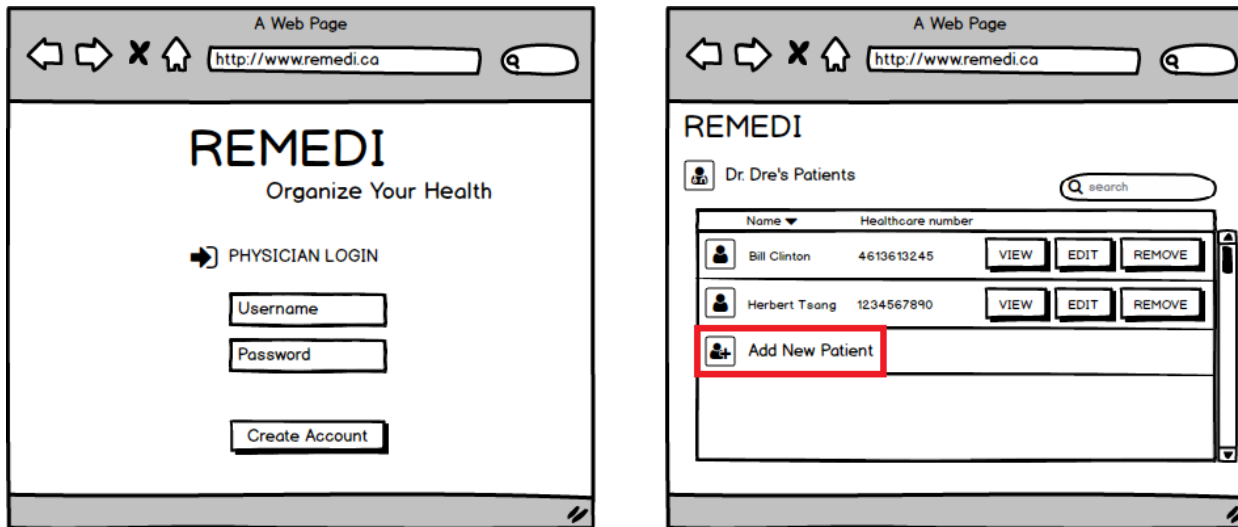 A Web Page
http://www.remedi.ca
REMEDI
Organize Your Health
PHYSICIAN LOGIN
Username
Password
Create Account
A Web Page
http://www.remedi.ca
REMEDI
Dr. Dre's Patients
search
Name Healthcare number
Bill Clinton 4613613245 VIEW EDIT REMOVE
Herbert Tsang 1234567890 VIEW EDIT REMOVE
Add New Patient